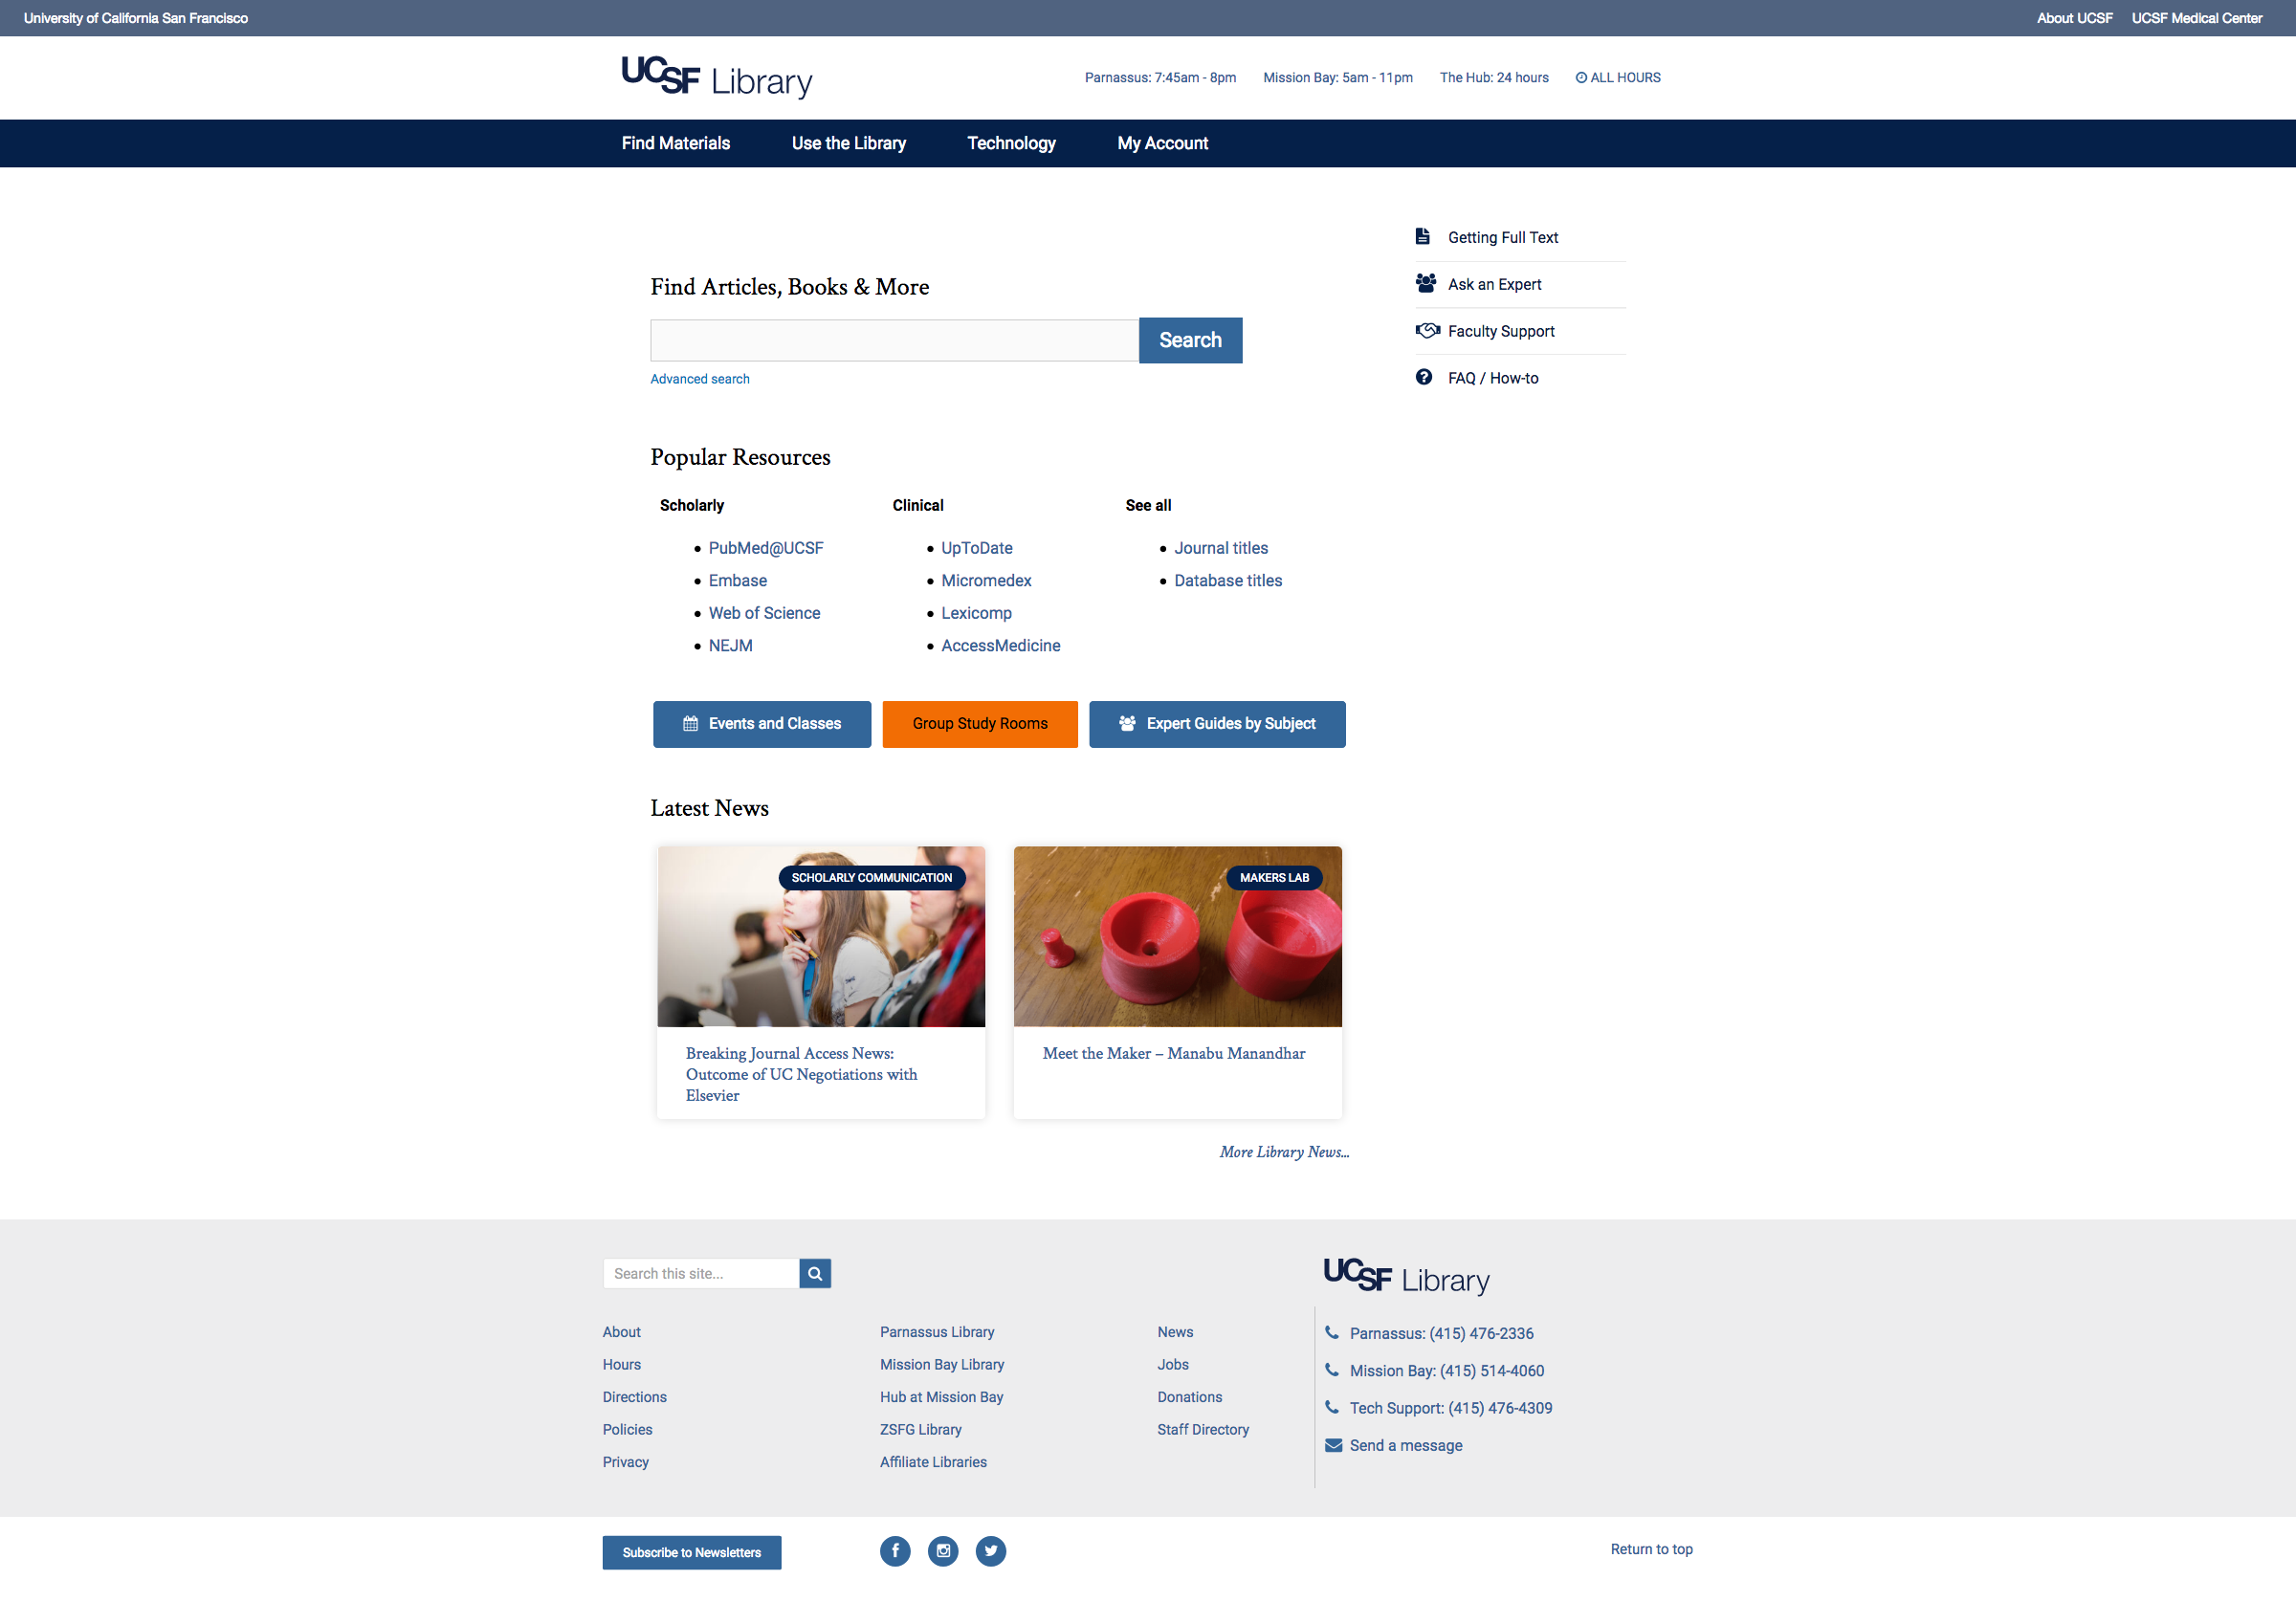 University of California San Francisco
About UCSF UCSF Medical Center
UCSF Library
Parnassus: 7:45am - 8pm Mission Bay: 5am - 11pm The Hub: 24 hours ALL HOURS
Find Materials Use the Library Technology My Account
Getting Full Text
Ask an Expert
Faculty Support
FAQ / How-to
Find Articles, Books & More
Search
Advanced search
Popular Resources
Scholarly
PubMed@UCSF
Embase
Web of Science
NEJM
Clinical
UpToDate
Micromedex
Lexicomp
AccessMedicine
See all
Journal titles
Database titles
Events and Classes
Group Study Rooms
Expert Guides by Subject
Latest News
SCHOLARLY COMMUNICATION
Breaking Journal Access News:
Outcome of UC Negotiations with
Elsevier
MAKERS LAB
Meet the Maker – Manabu Manandhar
More Library News...
Search this site...
About
Hours
Directions
Policies
Privacy
Parnassus Library
Mission Bay Library
Hub at Mission Bay
ZSFG Library
Affiliate Libraries
News
Jobs
Donations
Staff Directory
UCSF Library
Parnassus: (415) 476-2336
Mission Bay: (415) 514-4060
Tech Support: (415) 476-4309
Send a message
Subscribe to Newsletters
Return to top